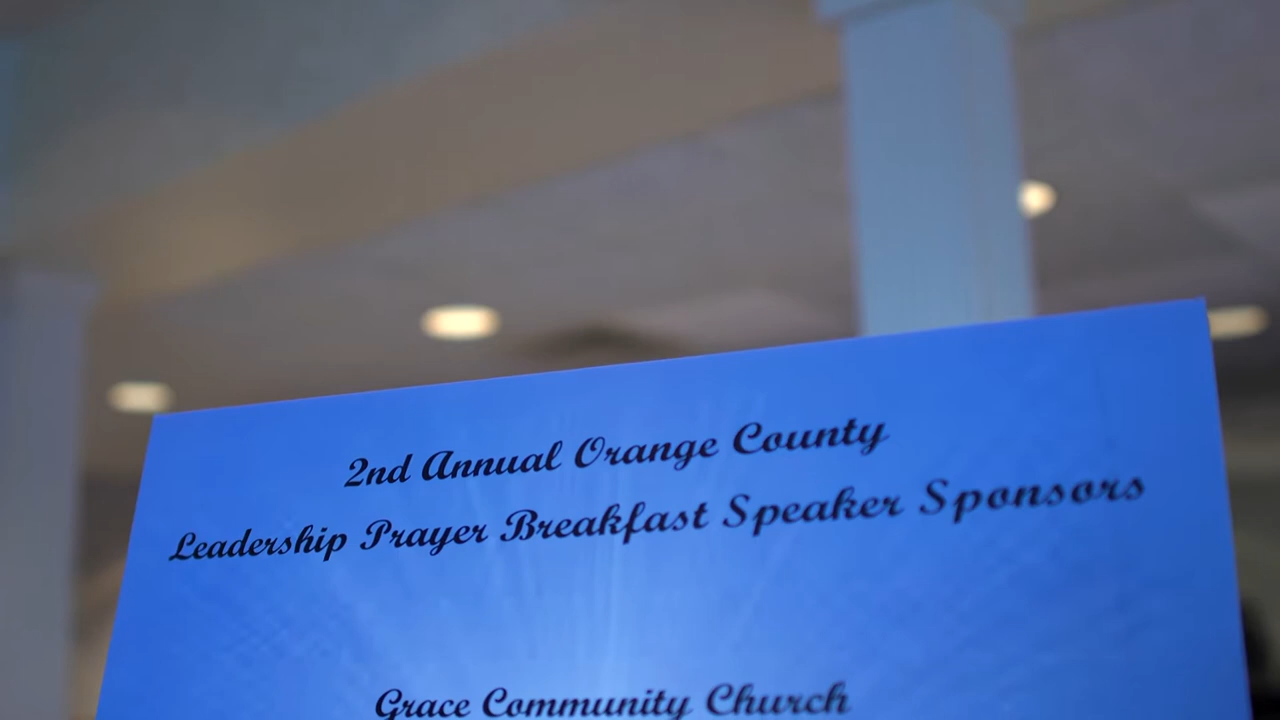 2nd Annual Orange County
Leadership Prayer Breakfast Speaker Sponsors
Grace Community Church